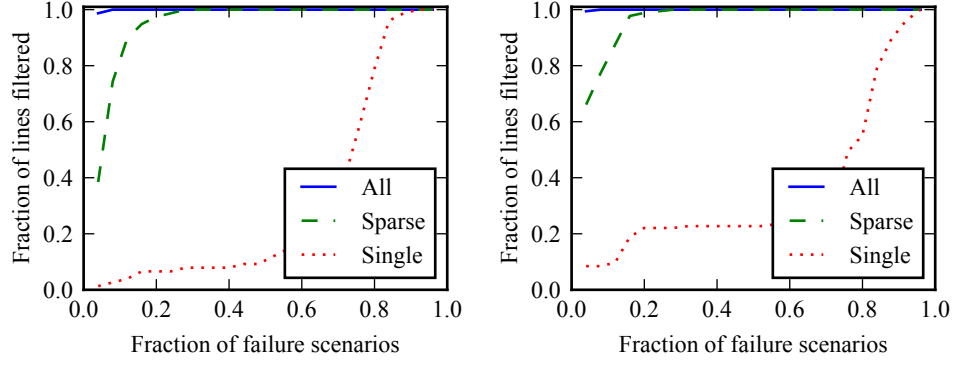 Fraction of lines filtered
1.0
0.8
0.6
0.4
0.2
0.0
All
Sparse
Single
0.0 0.2 0.4 0.6 0.8 1.0
Fraction of failure scenarios
Fraction of lines filtered
1.0
0.8
0.6
0.4
0.2
0.0
All
Sparse
Single
0.0 0.2 0.4 0.6 0.8 1.0
Fraction of failure scenarios